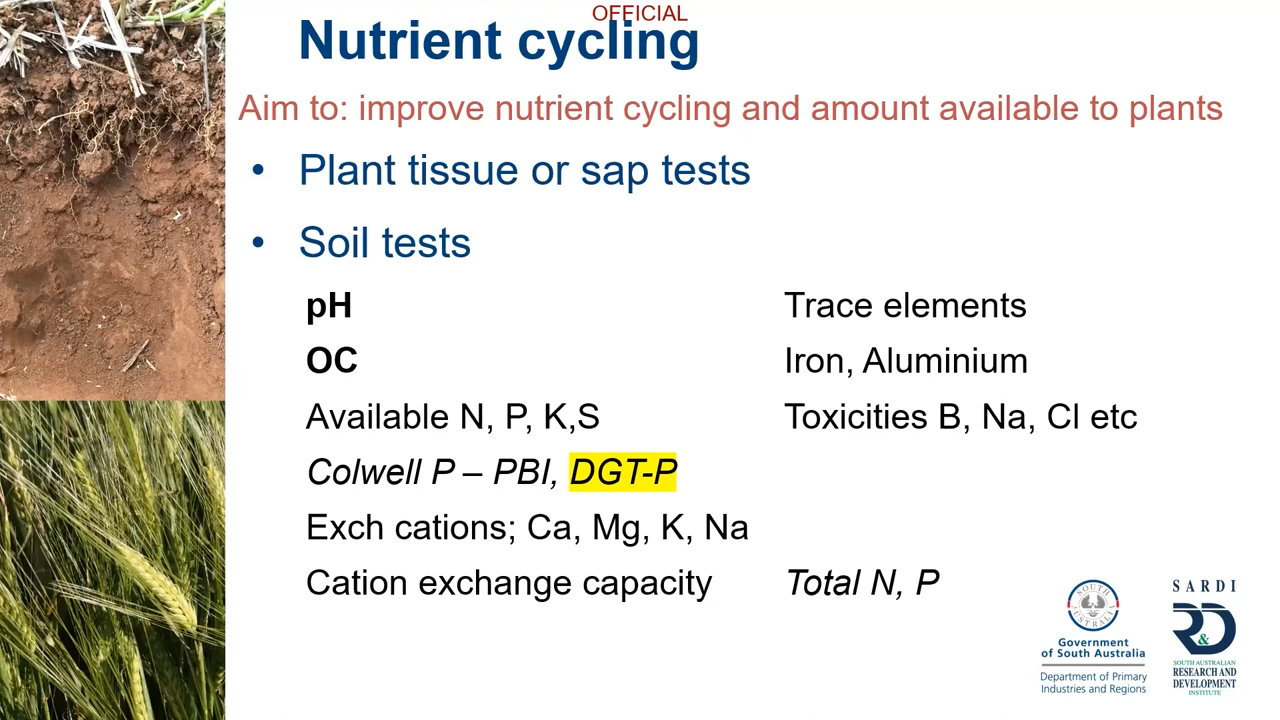 OFFICIAL
Nutrient cycling
Aim to: improve nutrient cycling and amount available to plants
• Plant tissue or sap tests
• Soil tests
pH
OC
Available N, P, K,S
Colwell P – PBI, DGT-P
Exch cations; Ca, Mg, K, Na
Cation exchange capacity
Trace elements
Iron, Aluminium
Toxicities B, Na, Cl etc
Total N, P
SOUTH AUSTRALIA
Government
of South Australia
Department of Primary
Industries and Regions
SARDI
R&D
SOUTH AUSTRALIAN
RESEARCH AND
DEVELOPMENT
INSTITUTE